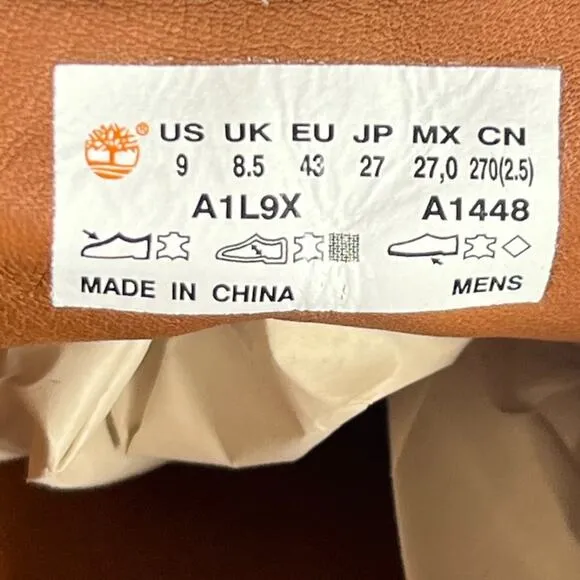 ® US UK EU JP MX CN
9 8.5 43 27 27,0 270(2.5)
A1L9X A1448
MADE IN CHINA MENS